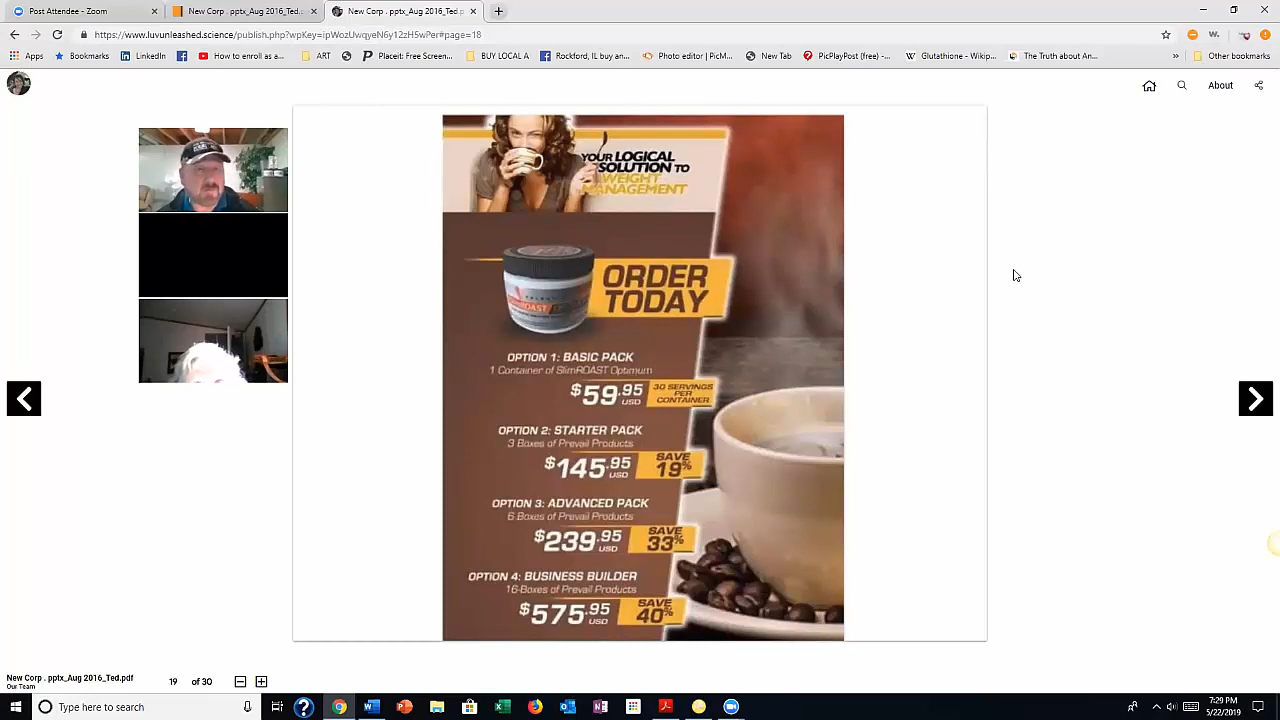 Post Attendee - Zoom
New Corp . pptx_Aug 2016_Ted.p
New Corp . pptx_Aug 2016_Ted.pd
https://www.luvunleashed.science/publish.php?wpKey=ipWozUwqyeN6y12zH5wPer#page=18
Apps
Bookmarks
LinkedIn
How to enroll as a...
ART
Placeit: Free Screen...
BUY LOCAL A
Rockford, IL buy an...
Photo editor | PicM...
New Tab
PicPlayPost (free) -...
Glutathione - Wikip...
The Truth about An...
Other bookmarks
About
YOUR LOGICAL
SOLUTION TO
WEIGHT
MANAGEMENT
ORDER
TODAY
OPTION 1: BASIC PACK
1 Container of SlimROAST Optimum
$59.95 USD
30 SERVINGS
PER
CONTAINER
OPTION 2: STARTER PACK
3 Boxes of Prevail Products
$145.95 USD
SAVE
19%
OPTION 3: ADVANCED PACK
6 Boxes of Prevail Products
$239.95 USD
SAVE
33%
OPTION 4: BUSINESS BUILDER
16-Boxes of Prevail Products
$575.95 USD
SAVE
40%
New Corp . pptx_Aug 2016_Ted.pdf
Our Team
19 of 30
Type here to search
7:29 PM
5/22/2019